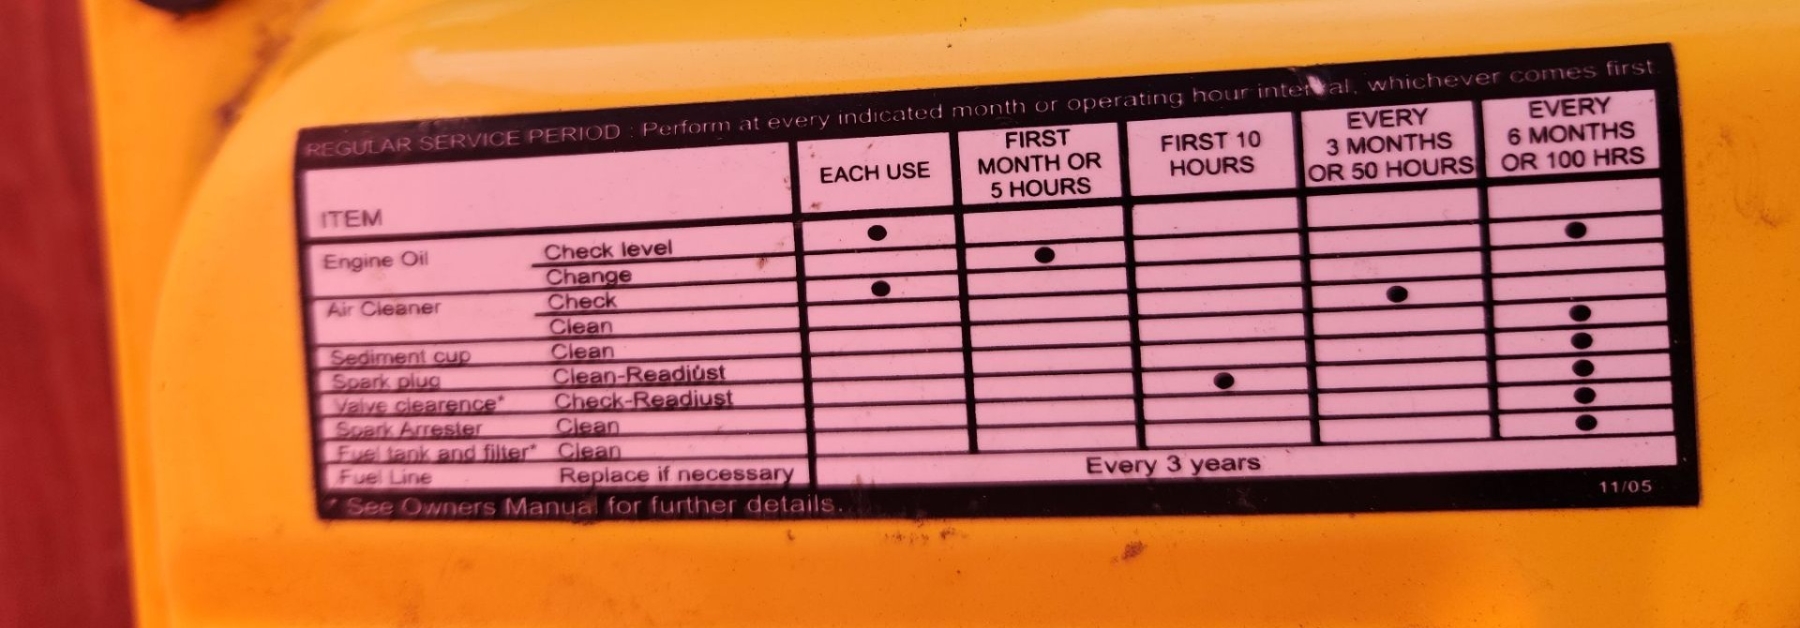 REGULAR SERVICE PERIOD : Perform at every indicated month or operating hour interval, whichever comes first
ITEM EACH USE FIRST MONTH OR 5 HOURS FIRST 10 HOURS EVERY 3 MONTHS OR 50 HOURS EVERY 6 MONTHS OR 100 HRS
Engine Oil Check level ● 
Change ● ●
Air Cleaner Check ●
Clean ●
Sediment cup Clean ●
Spark plug Clean-Readjust ●
Valve clearence* Check-Readjust ● ●
Spark Arrester Clean ●
Fuel tank and filter* Clean ●
Fuel Line Replace if necessary Every 3 years
11/05
* See Owners Manual for further details.